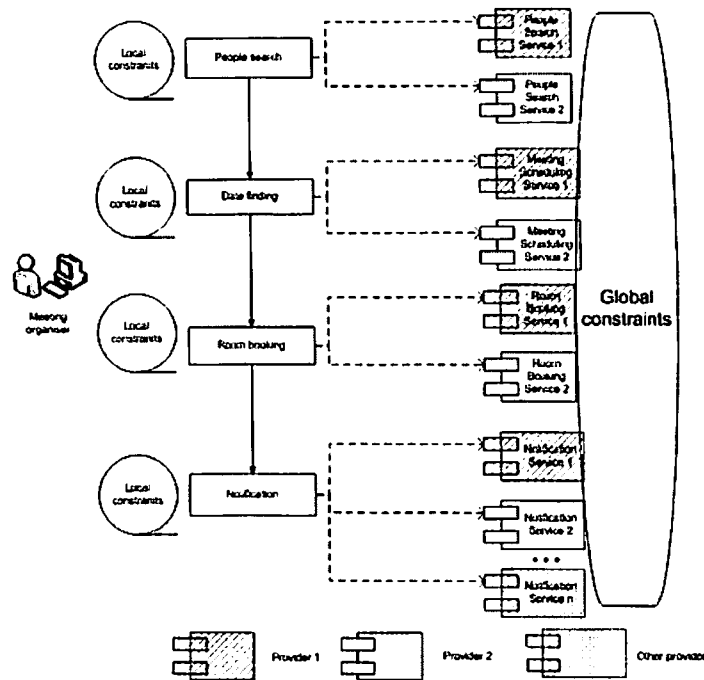 Local
constraints
People search
People
Search
Service 1
People
Search
Service 2
Local
constraints
Date finding
Meeting
Scheduling
Service 1
Meeting
Scheduling
Service 2
Meeting
organiser
Local
constraints
Room booking
Room
Booking
Service 1
Room
Booking
Service 2
Global
constraints
Local
constraints
Notification
Notification
Service 1
Notification
Service 2
...
Notification
Service n
Provider 1
Provider 2
Other provider